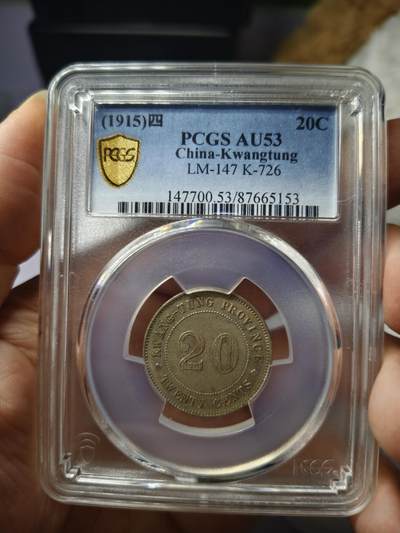 (1915)四 20C
PCGS
PCGS AU53
China-Kwangtung
LM-147 K-726
147700.53/87665153
KWANG-TUNG PROVINCE
20
TWENTY CENTS
PCGS